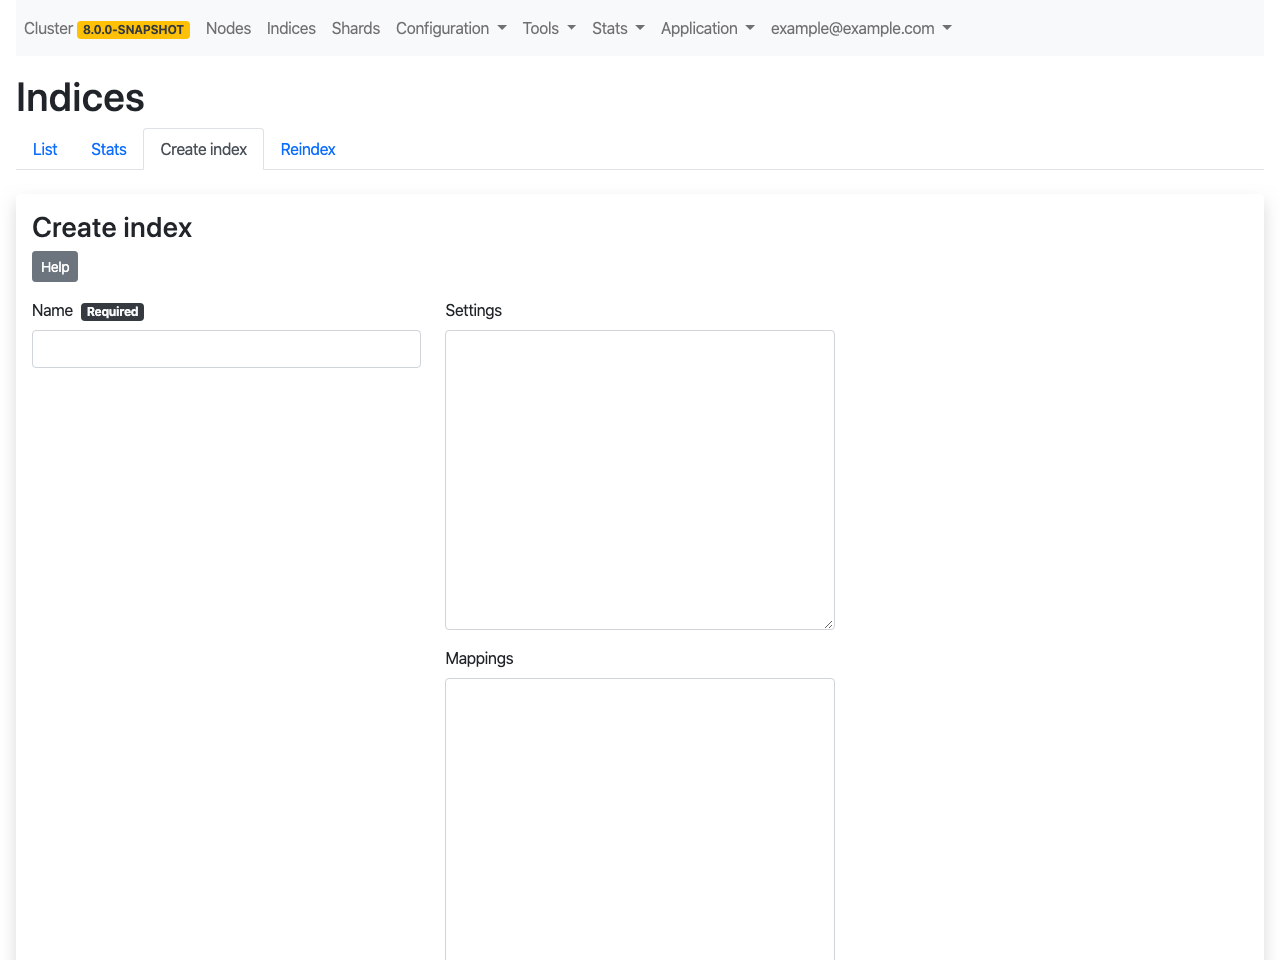 Cluster 8.0.0-SNAPSHOT Nodes Indices Shards Configuration Tools Stats Application example@example.com
Indices
List Stats Create index Reindex
Create index
Help
Name Required
Settings
Mappings